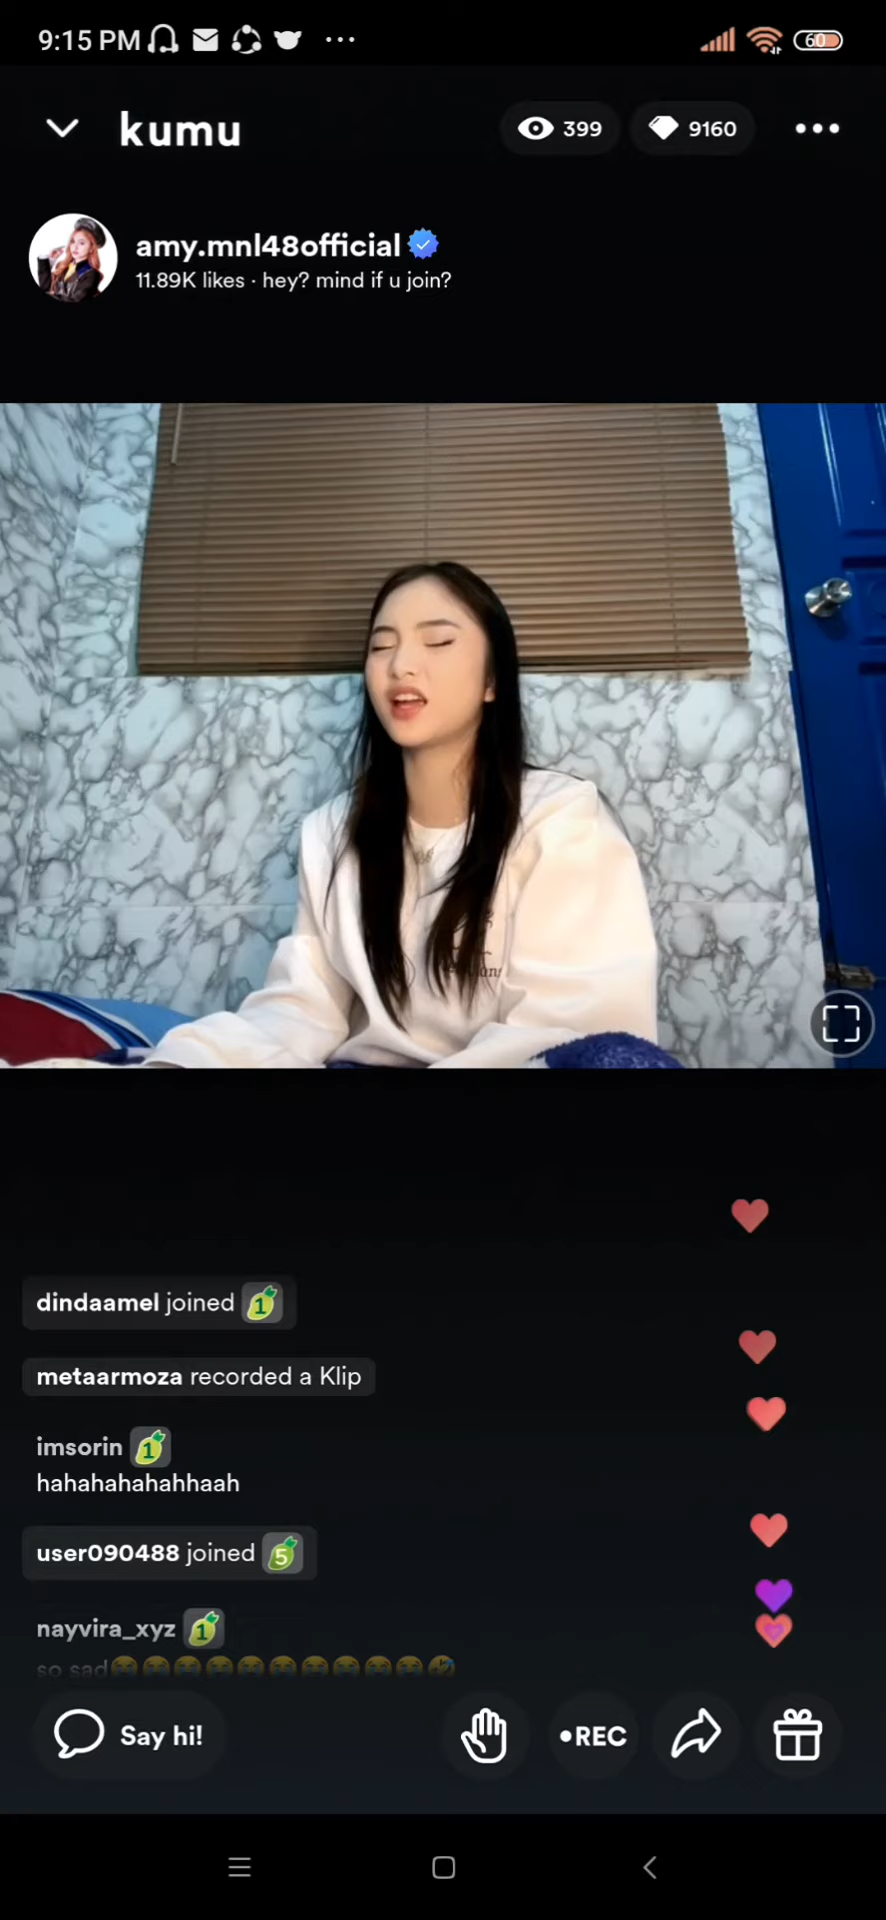 9:15 PM
60
kumu
399
9160
amy.mnl48official
11.89K likes · hey? mind if u join?
dindaamel joined 1
metaarmoza recorded a Klip
imsorin 1
hahahahahahhaah
user090488 joined 5
nayvira_xyz 1
so sad😭😭😭😭😭😭😭😭😭😭🤣
Say hi!
•REC